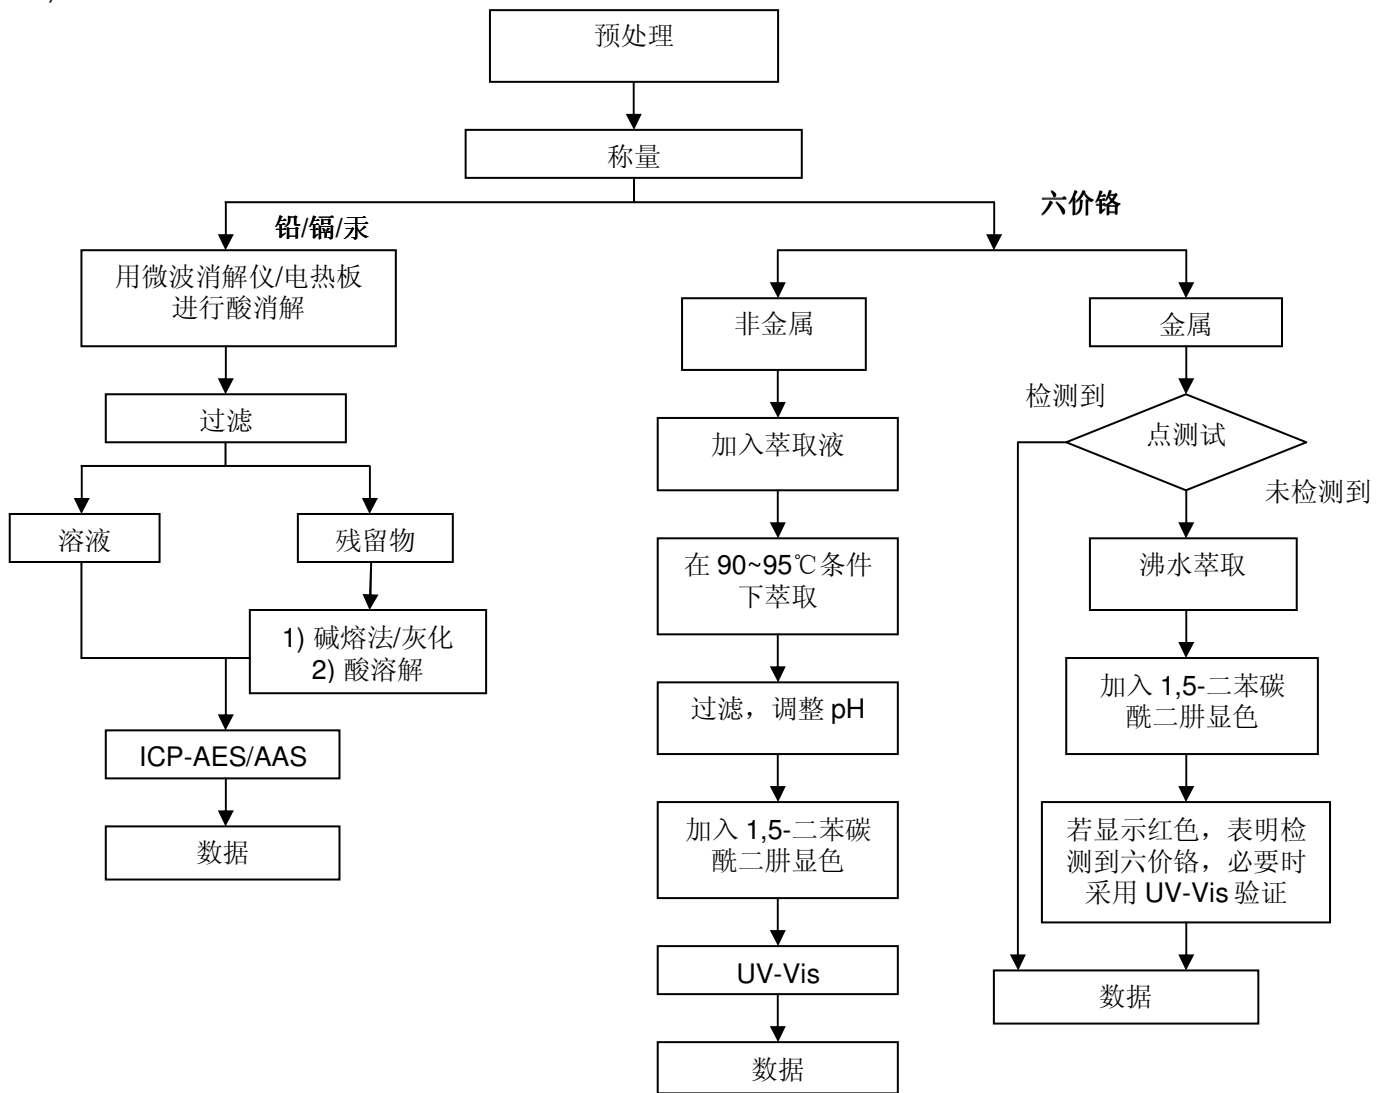 预处理
称量
铅/镉/汞
六价铬
用微波消解仪/电热板
进行酸消解
过滤
溶液
残留物
1) 碱熔法/灰化
2) 酸溶解
ICP-AES/AAS
数据
非金属
加入萃取液
在 90~95℃条件
下萃取
过滤，调整 pH
加入 1,5-二苯碳
酰二肼显色
UV-Vis
数据
金属
检测到
点测试
未检测到
沸水萃取
加入 1,5-二苯碳
酰二肼显色
若显示红色，表明检
测到六价铬，必要时
采用 UV-Vis 验证
数据